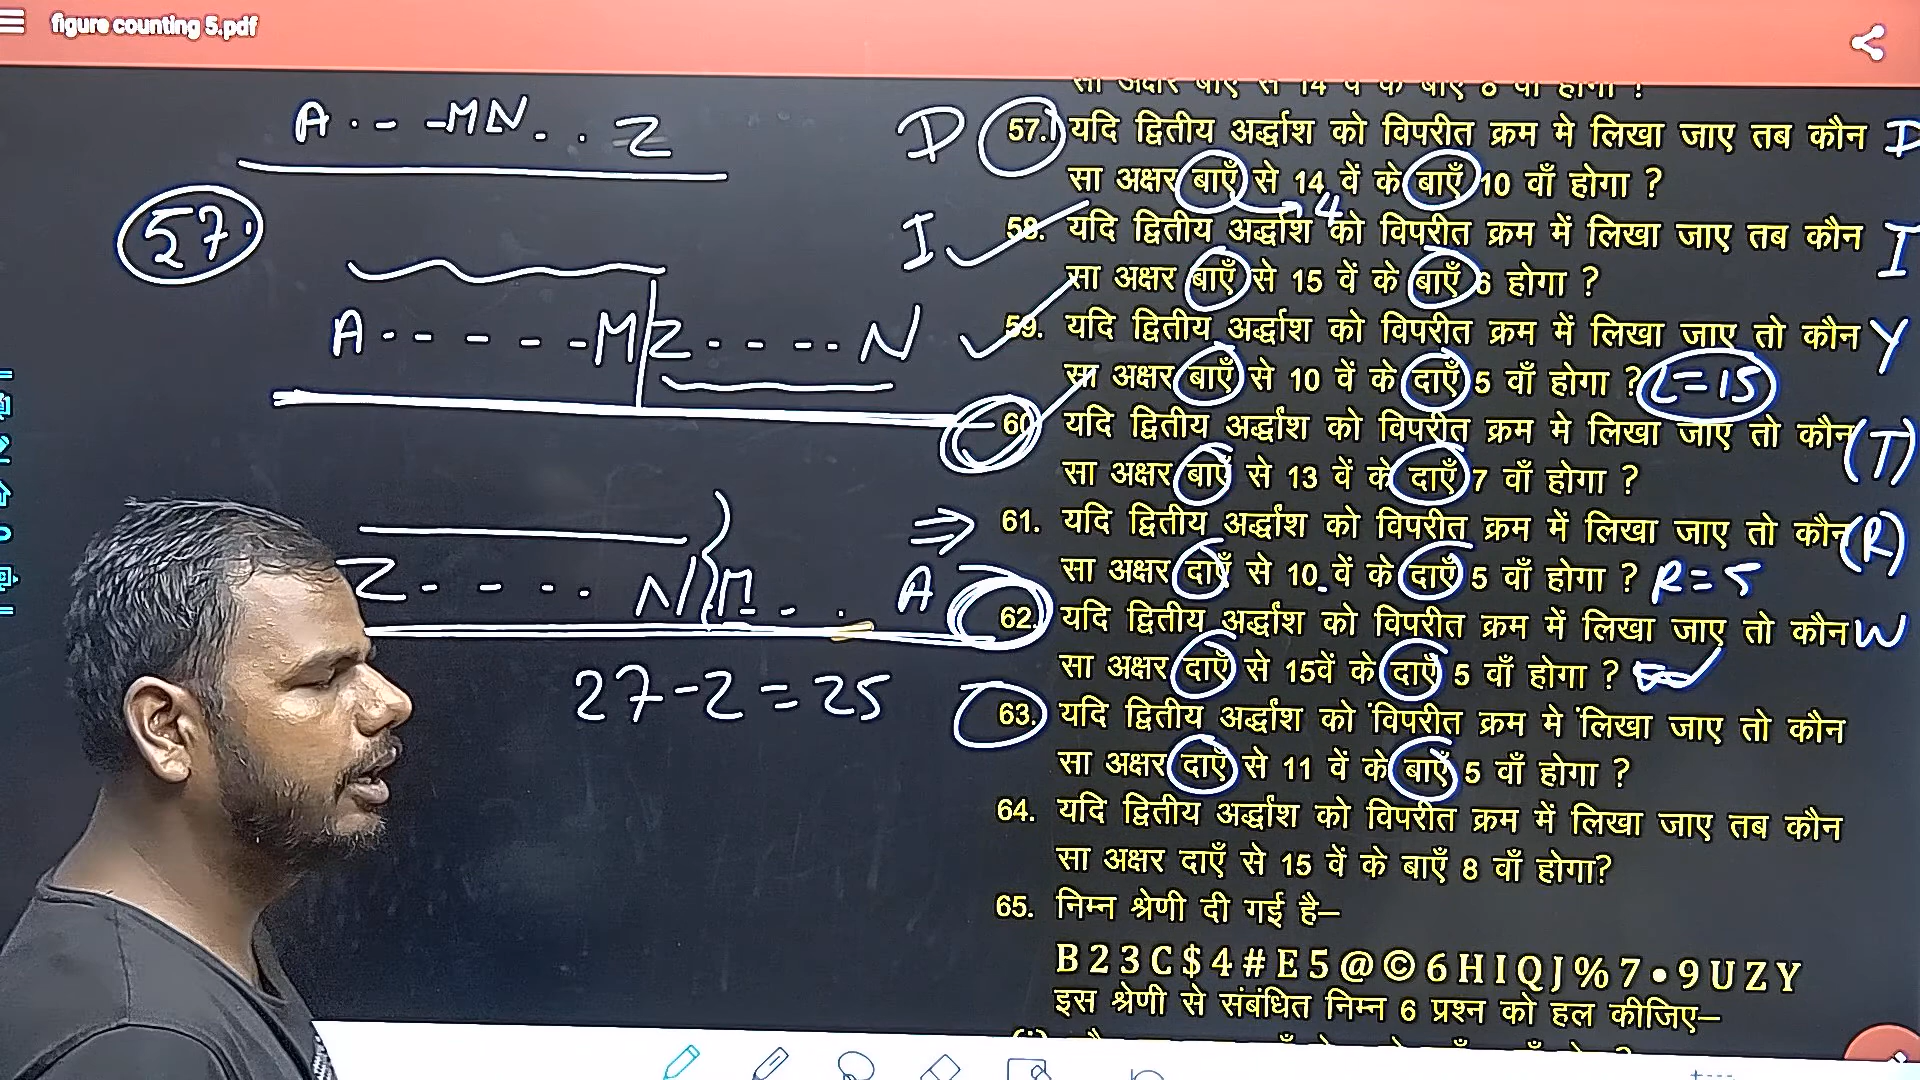 figure counting 5.pdf
A - - - MN - - Z
57.
A - - - - - M Z - - - - N
Z - - - - N M - - . A
27-2=25
D 57. यदि द्वितीय अर्द्धाश को विपरीत क्रम मे लिखा जाए तब कौन D
सा अक्षर बाएँ से 14 वें के बाएँ 10 वाँ होगा ?
4
I 58. यदि द्वितीय अर्द्धाश को विपरीत क्रम में लिखा जाए तब कौन I
सा अक्षर बाएँ से 15 वें के बाएँ 6 होगा ?
59. यदि द्वितीय अर्द्धाश को विपरीत क्रम में लिखा जाए तो कौन Y
सा अक्षर बाएँ से 10 वें के दाएँ 5 वाँ होगा ? L=15
60 यदि द्वितीय अर्द्धांश को विपरीत क्रम मे लिखा जाए तो कौन (T)
सा अक्षर बाएँ से 13 वें के दाएँ 7 वाँ होगा ?
61. यदि द्वितीय अर्द्धांश को विपरीत क्रम में लिखा जाए तो कौन (R)
सा अक्षर दाएँ से 10 वें के दाएँ 5 वाँ होगा ? R=5
62. यदि द्वितीय अर्द्धांश को विपरीत क्रम में लिखा जाए तो कौन W
सा अक्षर दाएँ से 15वें के दाएँ 5 वाँ होगा ?
63. यदि द्वितीय अर्द्धांश को विपरीत क्रम मे लिखा जाए तो कौन
सा अक्षर दाएँ से 11 वें के बाएँ 5 वाँ होगा ?
64. यदि द्वितीय अर्द्धांश को विपरीत क्रम में लिखा जाए तब कौन
सा अक्षर दाएँ से 15 वें के बाएँ 8 वाँ होगा?
65. निम्न श्रेणी दी गई है–
B 2 3 C $ 4 # E 5 @ © 6 H I Q J % 7 • 9 U Z Y
इस श्रेणी से संबंधित निम्न 6 प्रश्न को हल कीजिए–